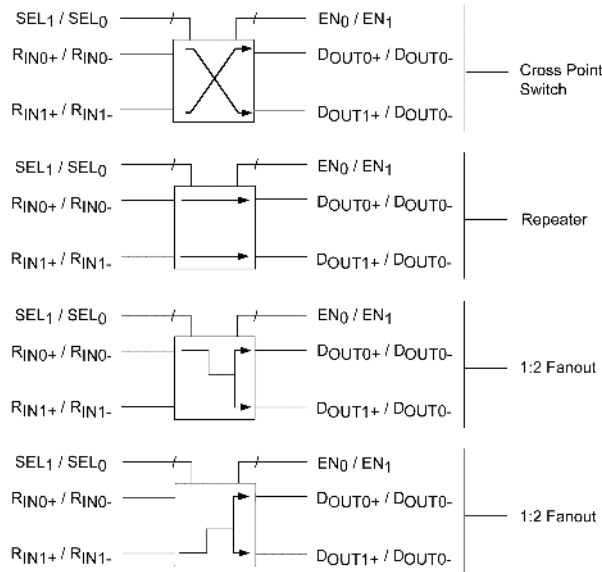 SEL1 / SEL0 EN0 / EN1
RIN0+ / RIN0- DOUT0+ / DOUT0-
Cross Point
Switch
RIN1+ / RIN1- DOUT1+ / DOUT0-
SEL1 / SEL0 EN0 / EN1
RIN0+ / RIN0- DOUT0+ / DOUT0-
Repeater
RIN1+ / RIN1- DOUT1+ / DOUT0-
SEL1 / SEL0 EN0 / EN1
RIN0+ / RIN0- DOUT0+ / DOUT0-
1:2 Fanout
RIN1+ / RIN1- DOUT1+ / DOUT0-
SEL1 / SEL0 EN0 / EN1
RIN0+ / RIN0- DOUT0+ / DOUT0-
1:2 Fanout
RIN1+ / RIN1- DOUT1+ / DOUT0-